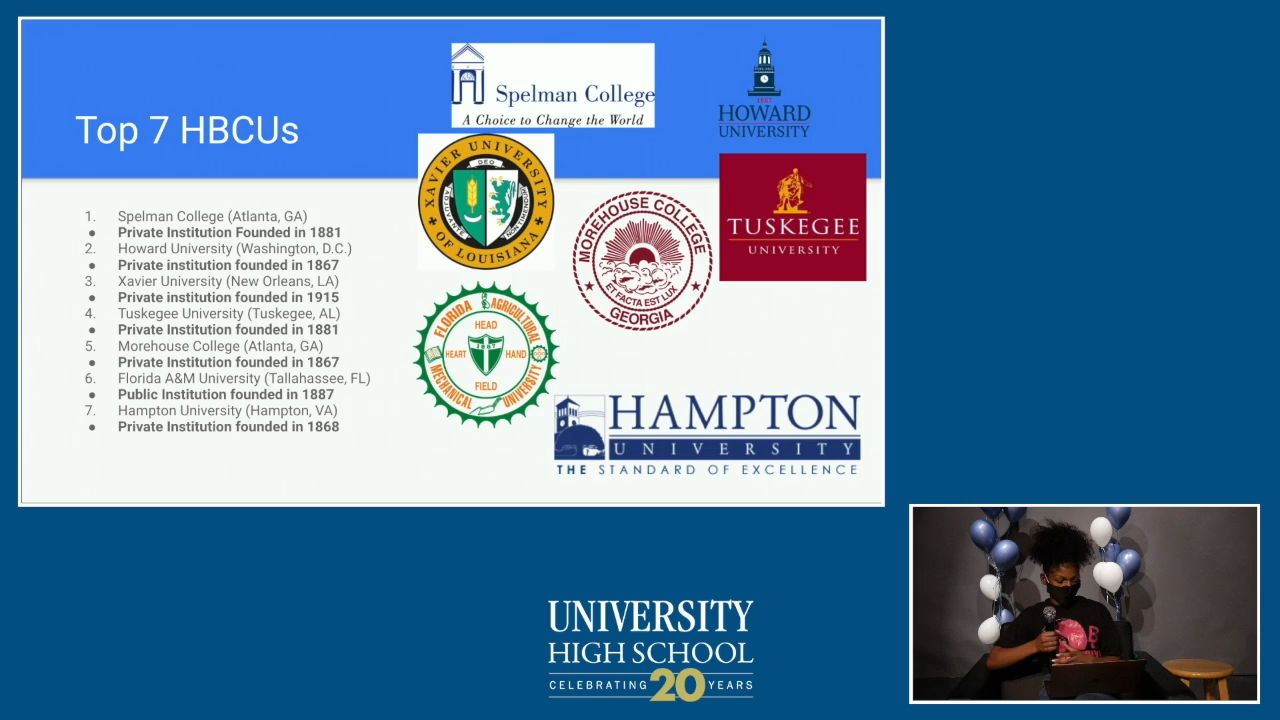 Top 7 HBCUs
1. Spelman College (Atlanta, GA)
● Private Institution Founded in 1881
2. Howard University (Washington, D.C.)
● Private institution founded in 1867
3. Xavier University (New Orleans, LA)
● Private institution founded in 1915
4. Tuskegee University (Tuskegee, AL)
● Private Institution founded in 1881
5. Morehouse College (Atlanta, GA)
● Private Institution founded in 1867
6. Florida A&M University (Tallahassee, FL)
● Public Institution founded in 1887
7. Hampton University (Hampton, VA)
● Private Institution founded in 1868
Spelman College
A Choice to Change the World
1867
HOWARD
UNIVERSITY
XAVIER UNIVERSITY
OF LOUISIANA
DEO
ADJUVANTE
NON TIMENDUM
MOREHOUSE COLLEGE
ET FACTA EST LUX
GEORGIA
TUSKEGEE
UNIVERSITY
FLORIDA AGRICULTURAL
MECHANICAL UNIVERSITY
HEAD
HEART
1887
HAND
FIELD
HAMPTON
UNIVERSITY
THE STANDARD OF EXCELLENCE
UNIVERSITY
HIGH SCHOOL
CELEBRATING 20 YEARS